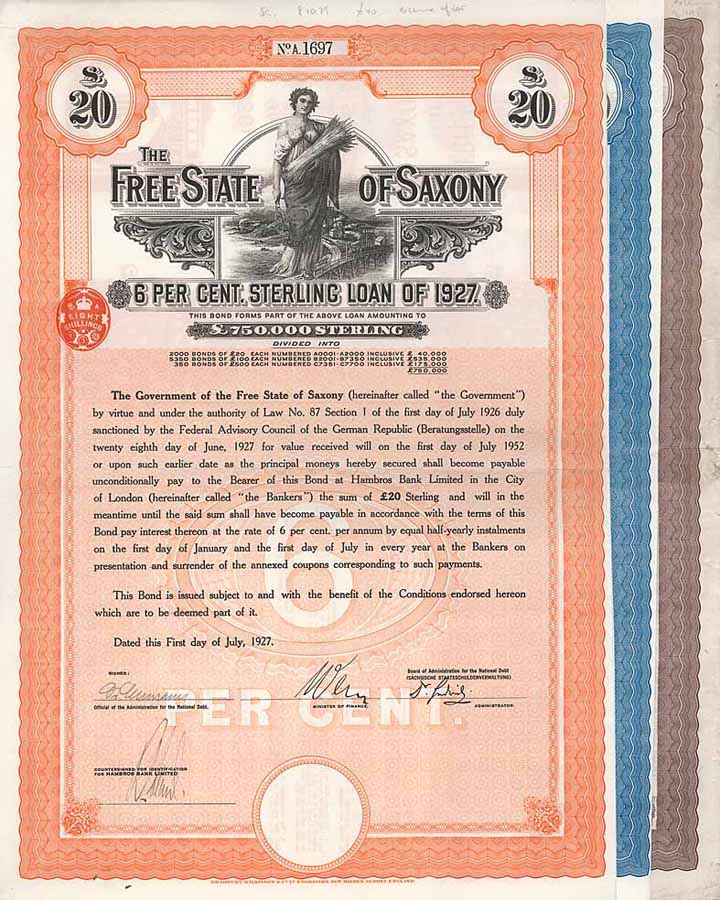 No. A. 1697
£20
£20
THE
FREE STATE OF SAXONY
6 PER CENT. STERLING LOAN OF 1927.
THIS BOND FORMS PART OF THE ABOVE LOAN AMOUNTING TO
£750,000 STERLING
DIVIDED INTO
EIGHT
SHILLINGS
2000 BONDS OF £20 EACH NUMBERED A0001-A2000 INCLUSIVE £ 40,000
5350 BONDS OF £100 EACH NUMBERED B2001-B7350 INCLUSIVE £ 535,000
350 BONDS OF £500 EACH NUMBERED C7351-C7700 INCLUSIVE £ 175,000
£750,000
The Government of the Free State of Saxony (hereinafter called "the Government")
by virtue and under the authority of Law No. 87 Section 1 of the first day of July 1926 duly
sanctioned by the Federal Advisory Council of the German Republic (Beratungsstelle) on the
twenty eighth day of June, 1927 for value received will on the first day of July 1952
or upon such earlier date as the principal moneys hereby secured shall become payable
unconditionally pay to the Bearer of this Bond at Hambros Bank Limited in the City
of London (hereinafter called "the Bankers") the sum of £20 Sterling and will in the
meantime until the said sum shall have become payable in accordance with the terms of this
Bond pay interest thereon at the rate of 6 per cent. per annum by equal half-yearly instalments
on the first day of January and the first day of July in every year at the Bankers on
presentation and surrender of the annexed coupons corresponding to such payments.
This Bond is issued subject to and with the benefit of the Conditions endorsed hereon
which are to be deemed part of it.
Dated this First day of July, 1927.
6
PER CENT.
SIGNED:
Official of the Administration for the National Debt.
MINISTER OF FINANCE.
Board of Administration for the National Debt
(SÄCHSISCHE STAATSSCHULDENVERWALTUNG)
ADMINISTRATOR.
COUNTERSIGNED FOR IDENTIFICATION
FOR HAMBROS BANK LIMITED
BRADBURY, WILKINSON & Co. Ld. ENGRAVERS, NEW MALDEN, SURREY, ENGLAND.